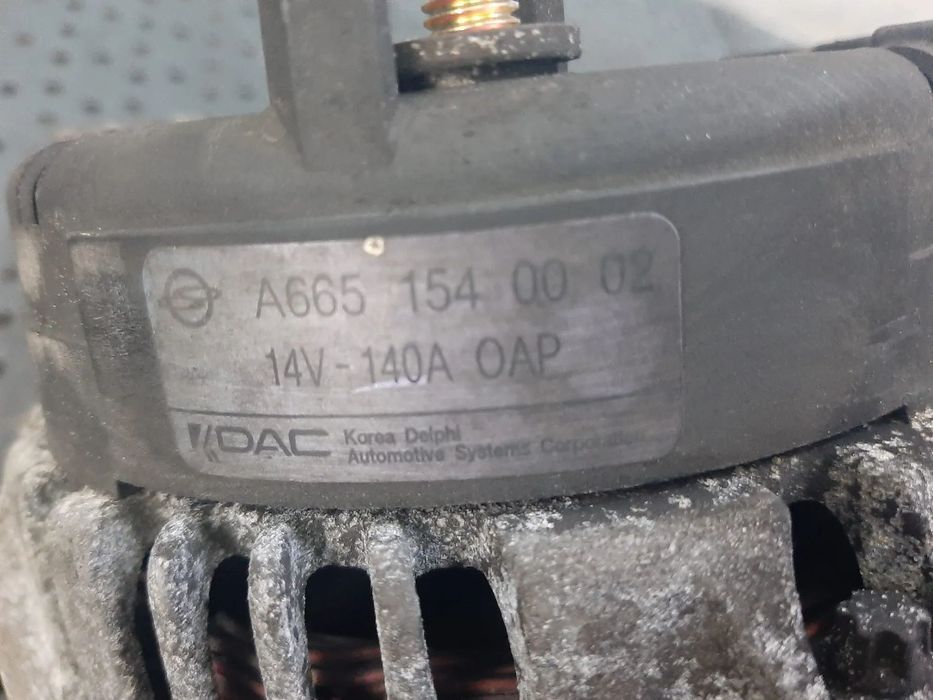 A665 154 00 02
14V - 140A OAP
DAC Korea Delphi
Automotive Systems Corporation